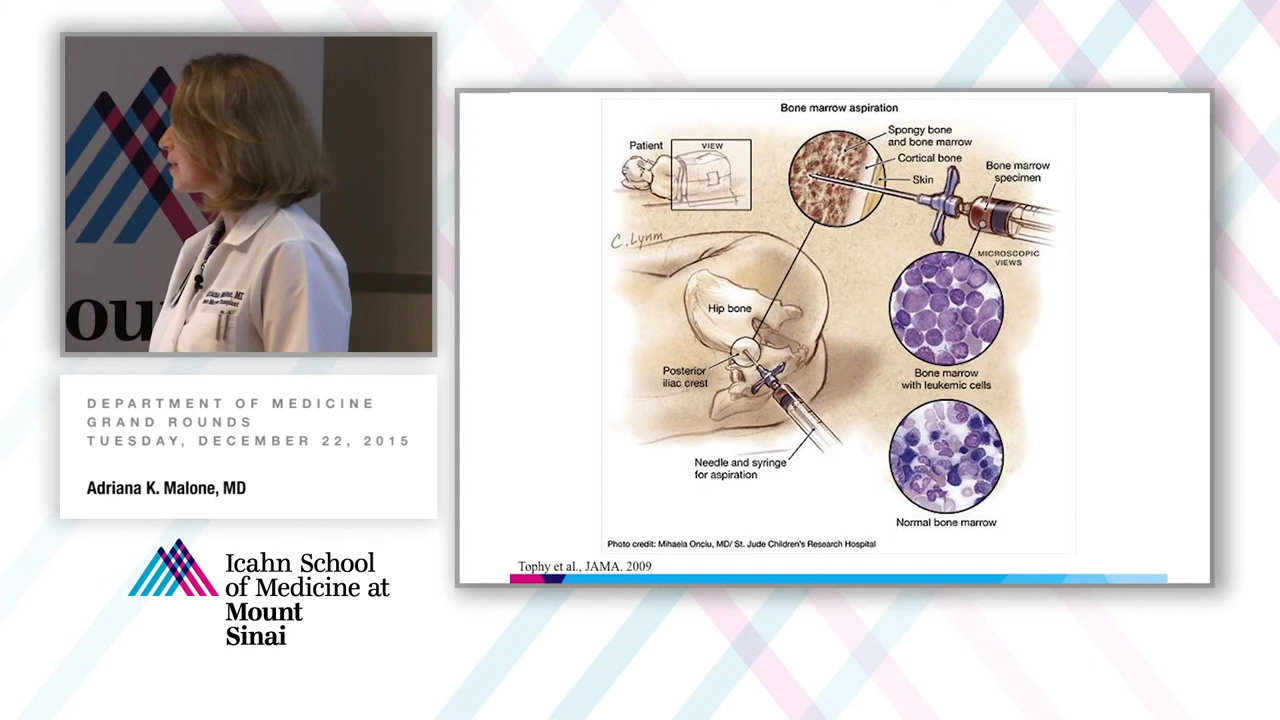 ou
DEPARTMENT OF MEDICINE
GRAND ROUNDS
TUESDAY, DECEMBER 22, 2015
Adriana K. Malone, MD
Icahn School
of Medicine at
Mount
Sinai
Bone marrow aspiration
Patient
VIEW
Spongy bone
and bone marrow
Cortical bone
Skin
Bone marrow
specimen
C. Lynm
MICROSCOPIC
VIEWS
Hip bone
Posterior
iliac crest
Bone marrow
with leukemic cells
Needle and syringe
for aspiration
Normal bone marrow
Photo credit: Mihaela Onciu, MD/ St. Jude Children's Research Hospital
Tophy et al., JAMA. 2009